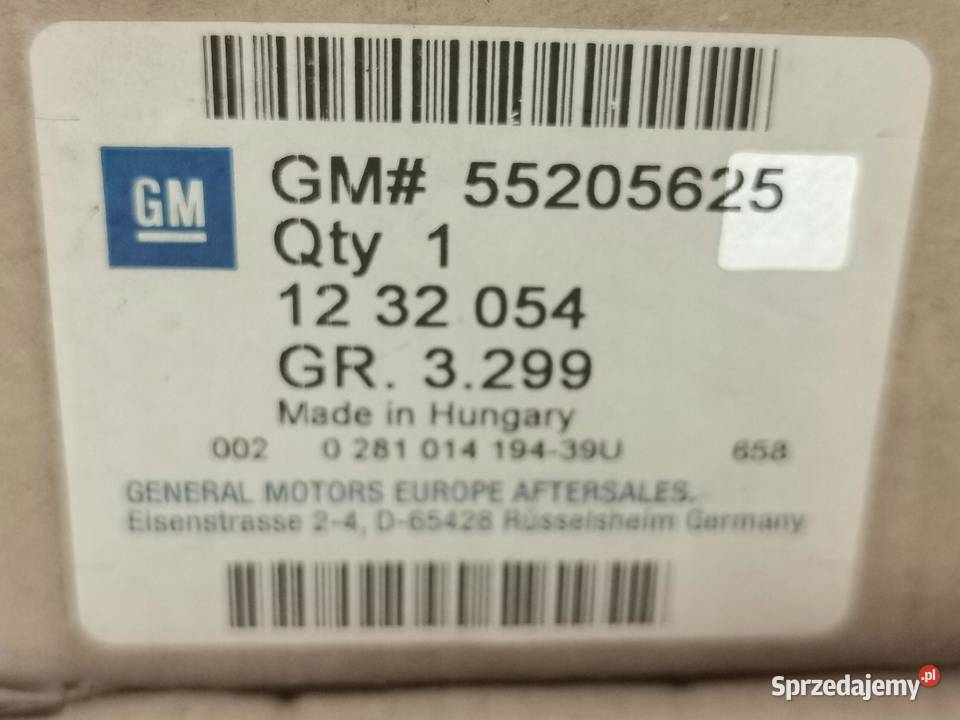 GM
GM# 55205625
Qty 1
12 32 054
GR. 3.299
Made in Hungary
002 0 281 014 194-39U 658
GENERAL MOTORS EUROPE AFTERSALES.
Eisenstrasse 2-4, D-65428 Rüsselsheim Germany
Sprzedajemy.pl